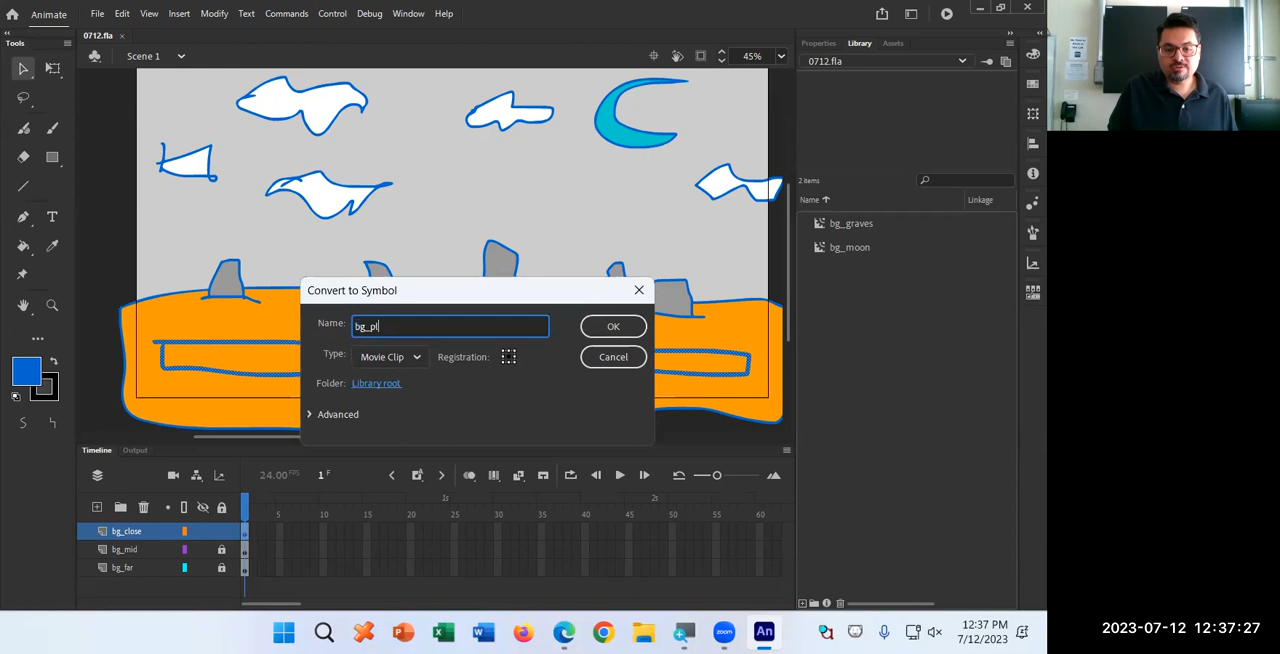 Animate File Edit View Insert Modify Text Commands Control Debug Window Help
0712.fla
Tools
Scene 1
45%
Properties Library Assets
0712.fla
2 items
Name Linkage
bg_graves
bg_moon
Convert to Symbol
Name: bg_pl
OK
Type: Movie Clip Registration:
Cancel
Folder: Library root
Advanced
Timeline Output
24.00 FPS 1 F
1s 2s
5 10 15 20 25 30 35 40 45 50 55 60
bg_close
bg_mid
bg_far
12:37 PM
7/12/2023
2023-07-12 12:37:27